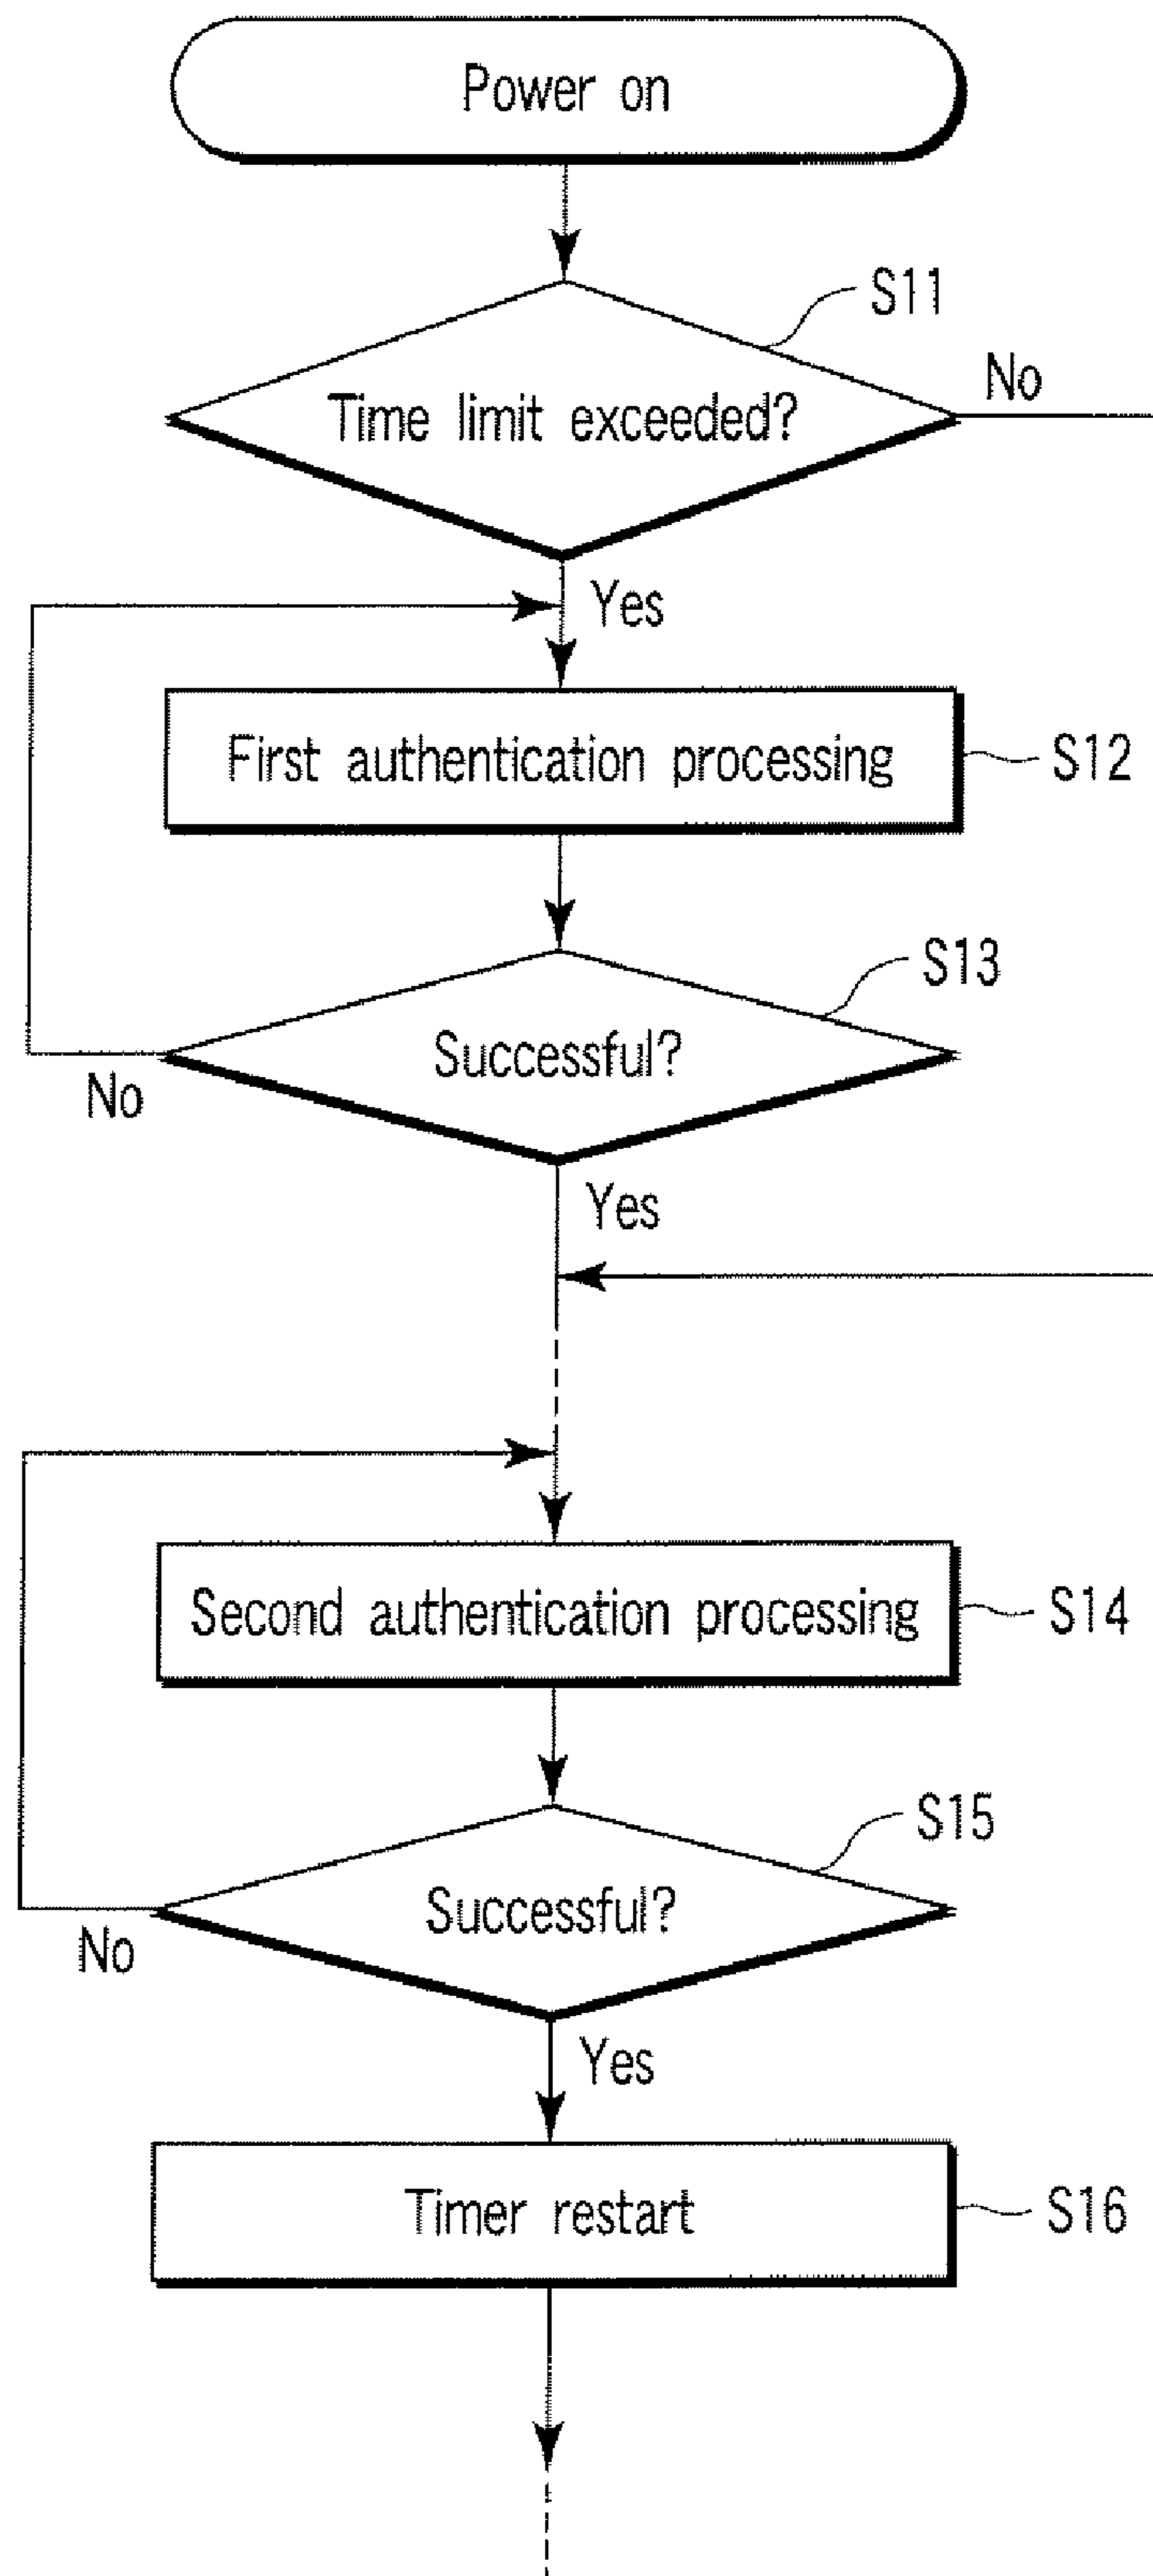 Power on
S11
No
Time limit exceeded?
Yes
First authentication processing
S12
S13
Successful?
No
Yes
Second authentication processing
S14
S15
Successful?
No
Yes
Timer restart
S16